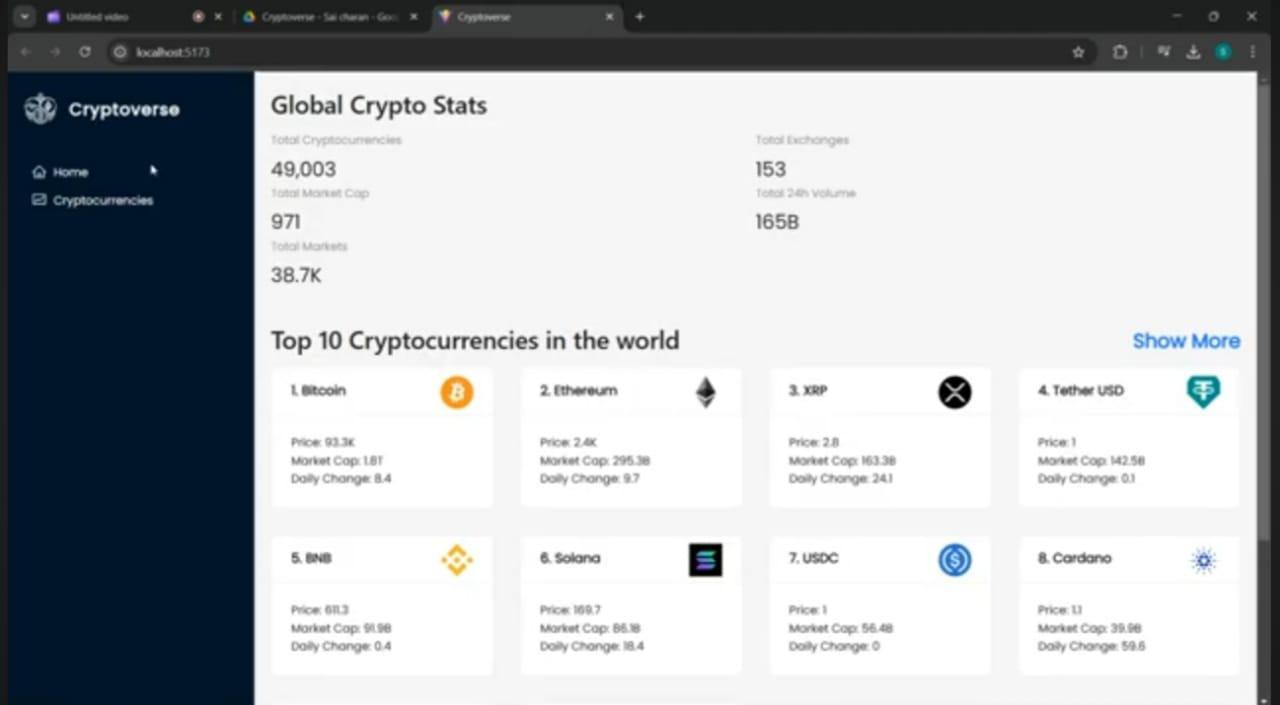 Untitled video
Cryptoverse - Sai charan - Goo
Cryptoverse
localhost:5173
Cryptoverse
Home
Cryptocurrencies
Global Crypto Stats
Total Cryptocurrencies
49,003
Total Exchanges
153
Total Market Cap
971
Total 24h Volume
165B
Total Markets
38.7K
Top 10 Cryptocurrencies in the world
Show More
1. Bitcoin
Price: 93.3K
Market Cap: 1.8T
Daily Change: 8.4
2. Ethereum
Price: 2.4K
Market Cap: 295.3B
Daily Change: 9.7
3. XRP
Price: 2.8
Market Cap: 163.3B
Daily Change: 24.1
4. Tether USD
Price: 1
Market Cap: 142.5B
Daily Change: 0.1
5. BNB
Price: 611.3
Market Cap: 91.9B
Daily Change: 0.4
6. Solana
Price: 169.7
Market Cap: 86.1B
Daily Change: 18.4
7. USDC
Price: 1
Market Cap: 56.4B
Daily Change: 0
8. Cardano
Price: 1.1
Market Cap: 39.9B
Daily Change: 59.6